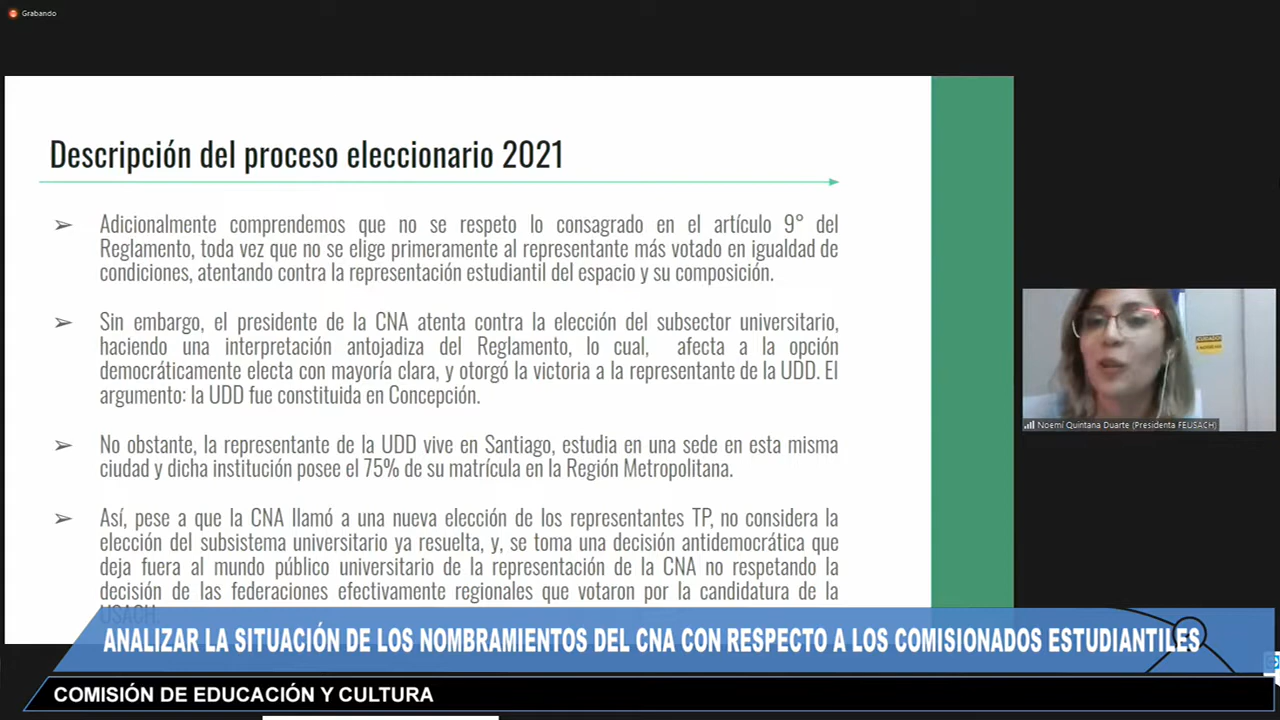 Grabando
Descripción del proceso eleccionario 2021
➢ Adicionalmente comprendemos que no se respeto lo consagrado en el artículo 9° del
Reglamento, toda vez que no se elige primeramente al representante más votado en igualdad de
condiciones, atentando contra la representación estudiantil del espacio y su composición.
➢ Sin embargo, el presidente de la CNA atenta contra la elección del subsector universitario,
haciendo una interpretación antojadiza del Reglamento, lo cual, afecta a la opción
democráticamente electa con mayoría clara, y otorgó la victoria a la representante de la UDD. El
argumento: la UDD fue constituida en Concepción.
➢ No obstante, la representante de la UDD vive en Santiago, estudia en una sede en esta misma
ciudad y dicha institución posee el 75% de su matrícula en la Región Metropolitana.
➢ Así, pese a que la CNA llamó a una nueva elección de los representantes TP, no considera la
elección del subsistema universitario ya resuelta, y, se toma una decisión antidemocrática que
deja fuera al mundo público universitario de la representación de la CNA no respetando la
decisión de las federaciones efectivamente regionales que votaron por la candidatura de la
USACH.
Noemí Quintana Duarte (Presidenta FEUSACH)
ANALIZAR LA SITUACIÓN DE LOS NOMBRAMIENTOS DEL CNA CON RESPECTO A LOS COMISIONADOS ESTUDIANTILES
COMISIÓN DE EDUCACIÓN Y CULTURA